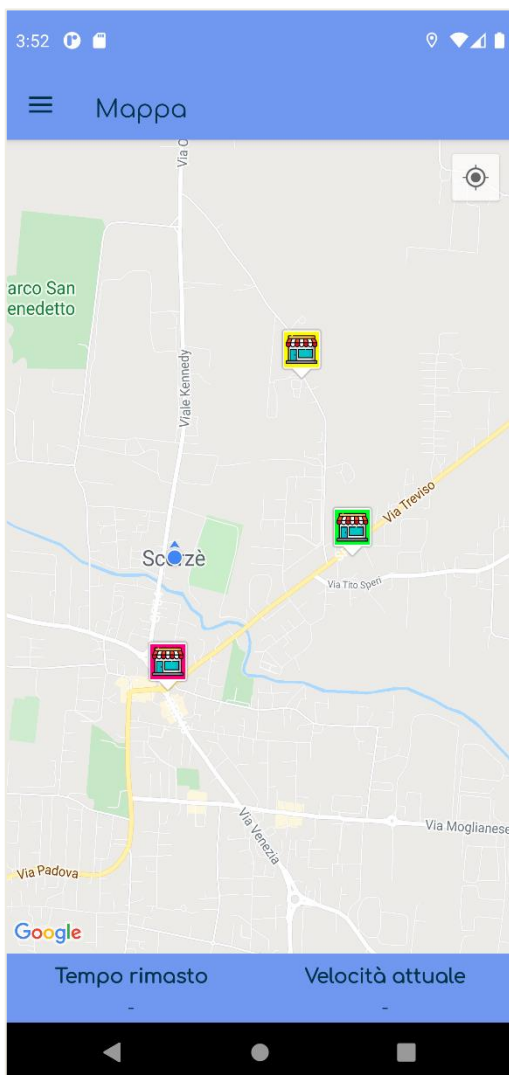 3:52
Mappa
Via
arco San
enedetto
Viale Kennedy
Via Treviso
Scorzè
Via Tito Speri
Via Moglianese
Via Venezia
Via Padova
Google
Tempo rimasto
Velocità attuale
-
-